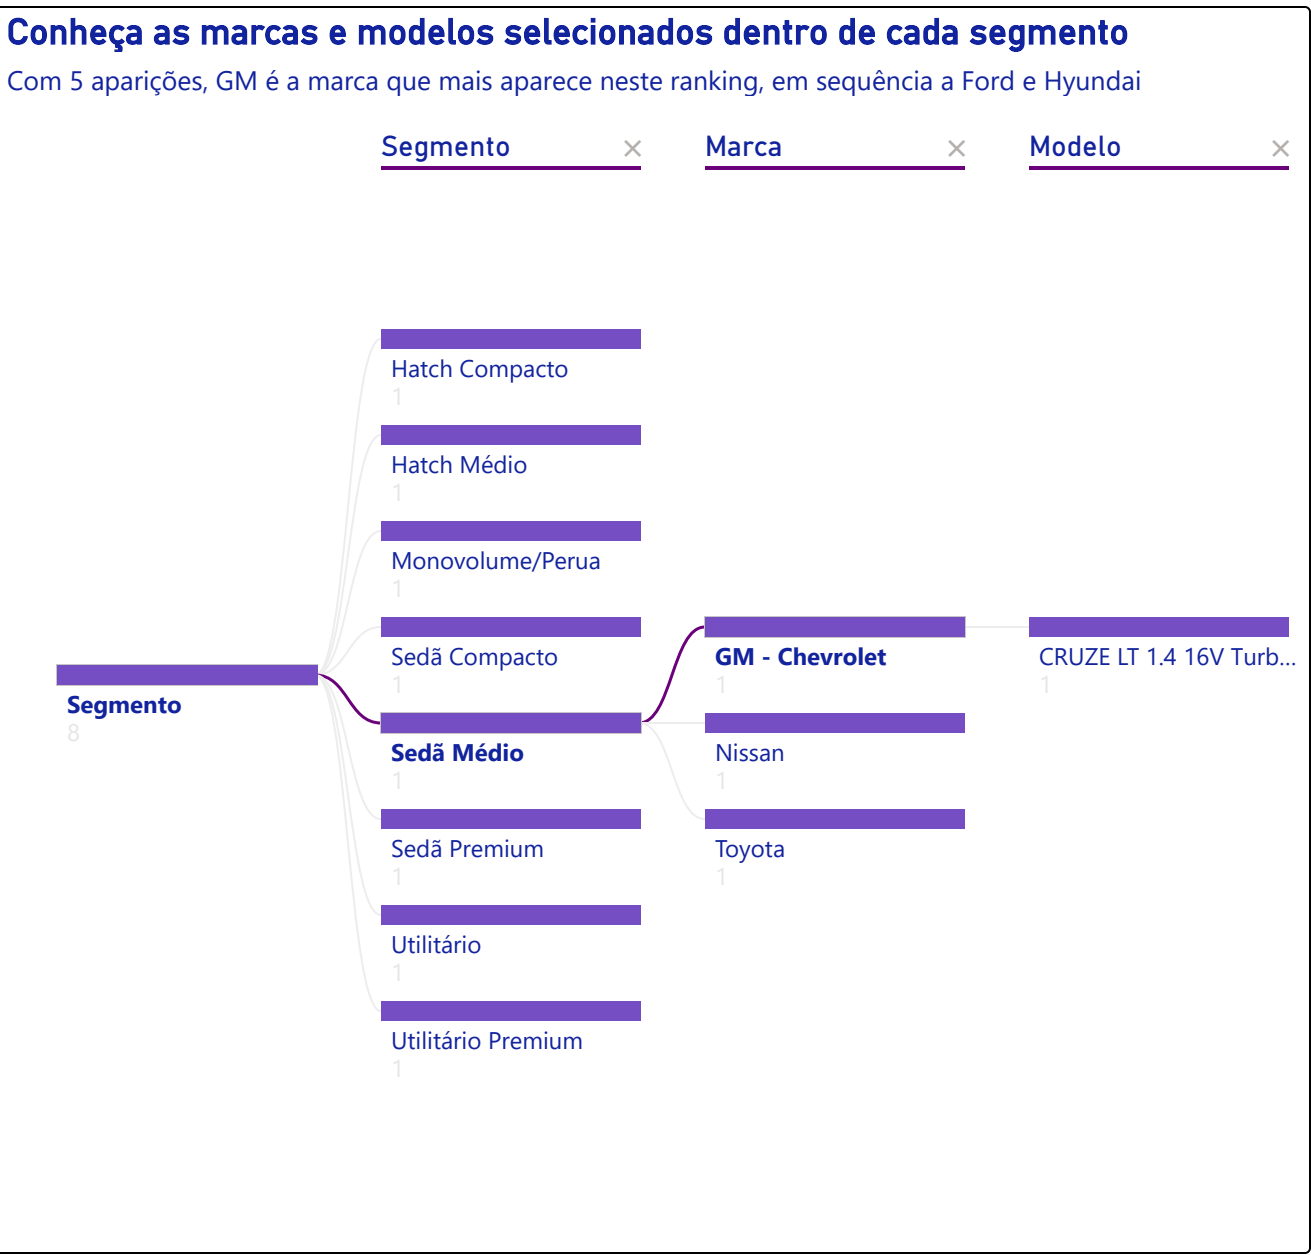 Conheça as marcas e modelos selecionados dentro de cada segmento
Com 5 aparições, GM é a marca que mais aparece neste ranking, em sequência a Ford e Hyundai
Segmento
Marca
Modelo
Segmento
8
Hatch Compacto
1
Hatch Médio
1
Monovolume/Perua
1
Sedã Compacto
1
Sedã Médio
1
Sedã Premium
1
Utilitário
1
Utilitário Premium
1
GM - Chevrolet
1
Nissan
1
Toyota
1
CRUZE LT 1.4 16V Turb...
1